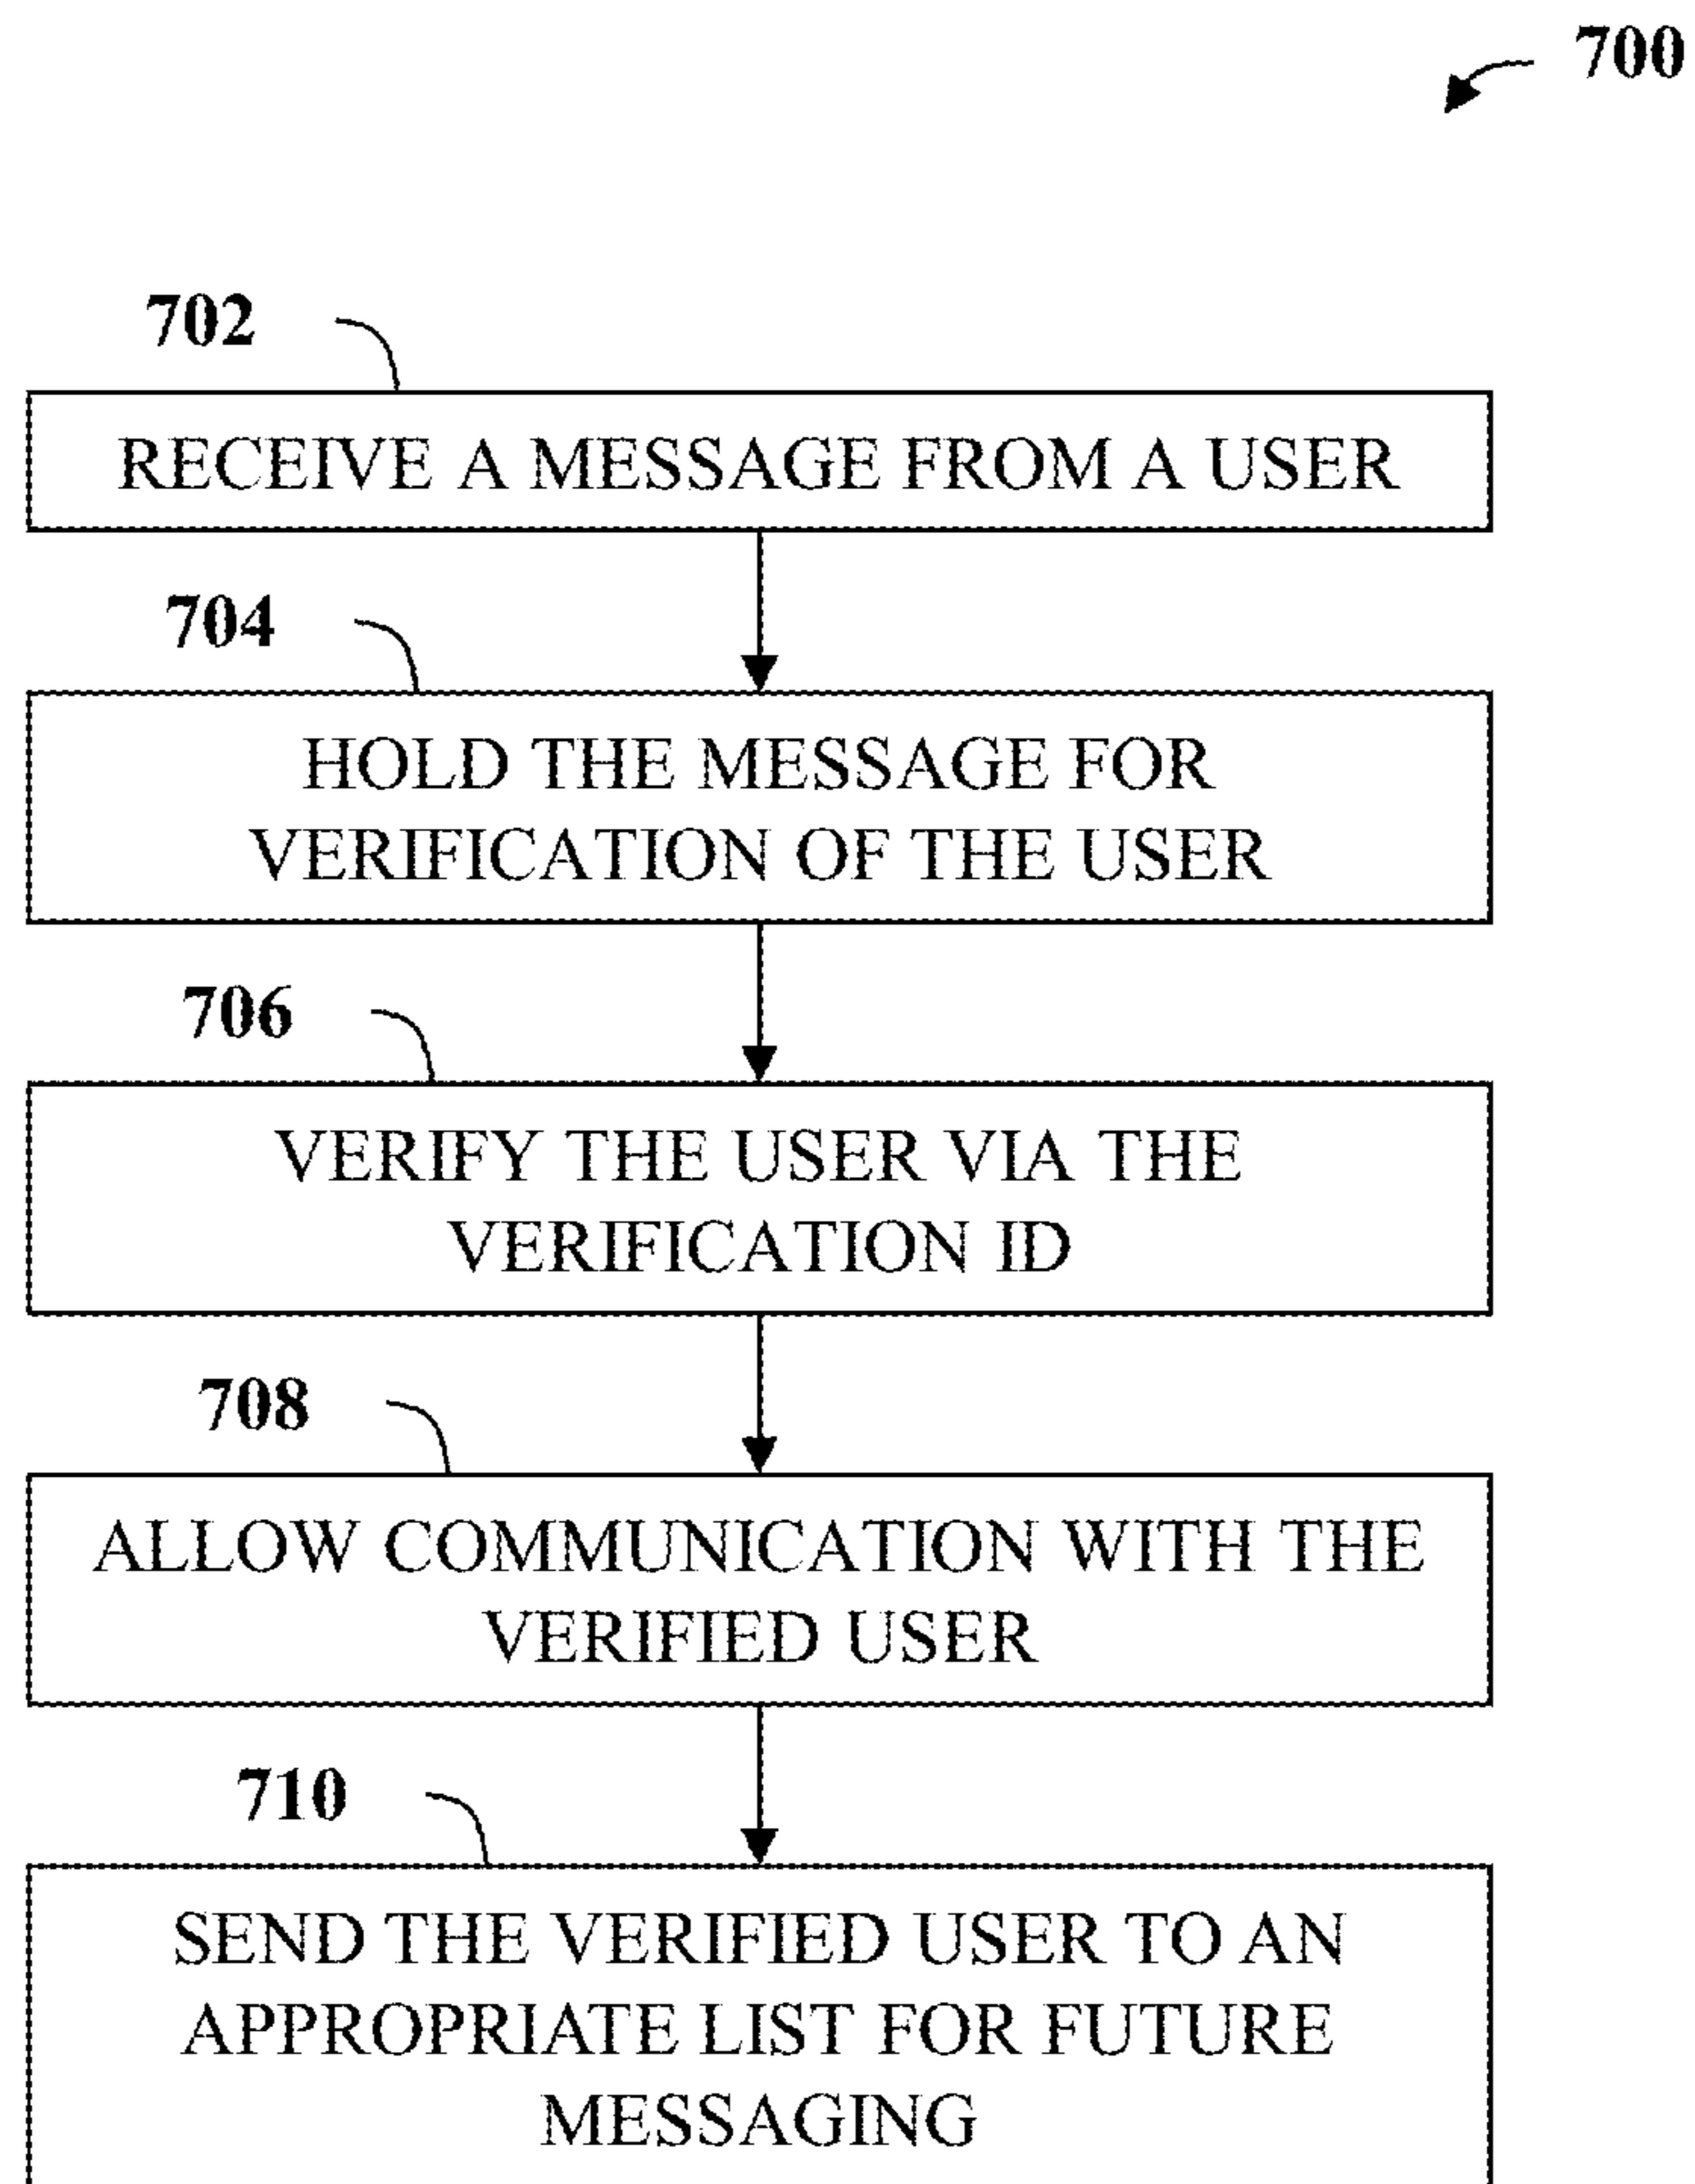 700
702
RECEIVE A MESSAGE FROM A USER
704
HOLD THE MESSAGE FOR
VERIFICATION OF THE USER
706
VERIFY THE USER VIA THE
VERIFICATION ID
708
ALLOW COMMUNICATION WITH THE
VERIFIED USER
710
SEND THE VERIFIED USER TO AN
APPROPRIATE LIST FOR FUTURE
MESSAGING